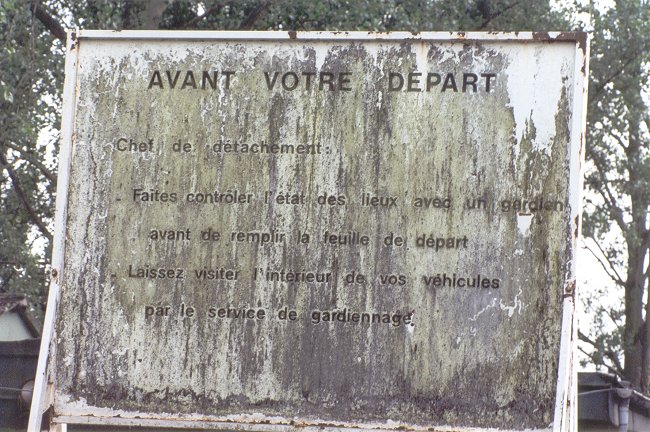 AVANT VOTRE DÉPART
Chef de détachement :
- Faites contrôler l'état des lieux avec un gardien
avant de remplir la feuille de départ
- Laissez visiter l'intérieur de vos véhicules
par le service de gardiennage